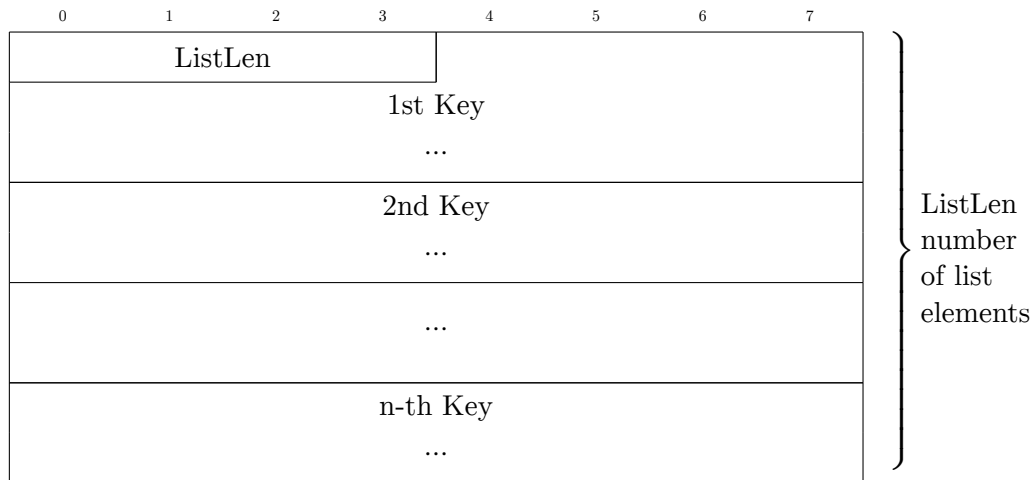 0 1 2 3 4 5 6 7
ListLen
1st Key
...
2nd Key
...
...
n-th Key
...
ListLen
number
of list
elements